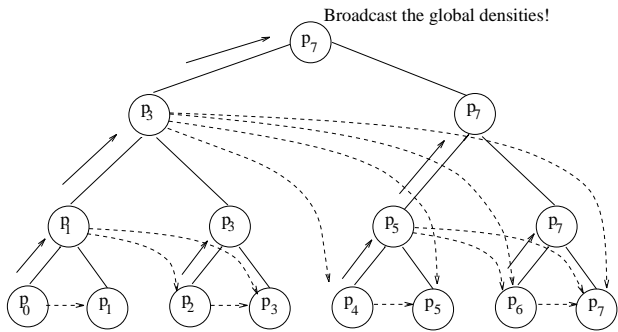 Broadcast the global densities!
p7
p3 p7
p1 p3 p5 p7
p0 p1 p2 p3 p4 p5 p6 p7